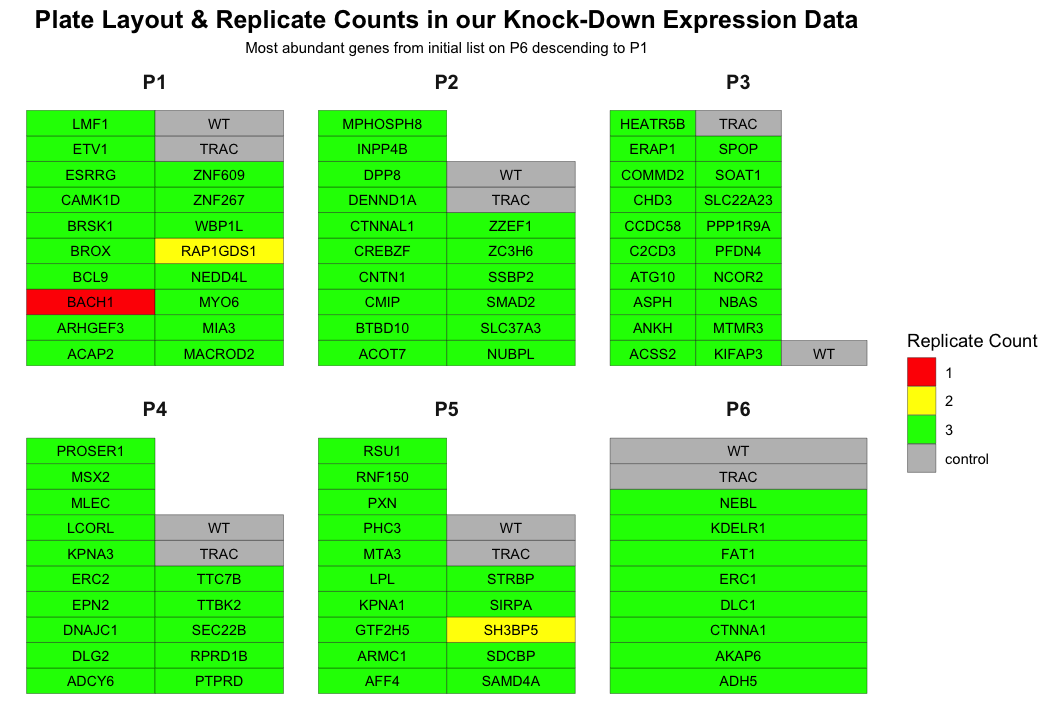 Plate Layout & Replicate Counts in our Knock-Down Expression Data
Most abundant genes from initial list on P6 descending to P1
P1
LMF1 WT
ETV1 TRAC
ESRRG ZNF609
CAMK1D ZNF267
BRSK1 WBP1L
BROX RAP1GDS1
BCL9 NEDD4L
BACH1 MYO6
ARHGEF3 MIA3
ACAP2 MACROD2
P2
MPHOSPH8
INPP4B
DPP8 WT
DENND1A TRAC
CTNNAL1 ZZEF1
CREBZF ZC3H6
CNTN1 SSBP2
CMIP SMAD2
BTBD10 SLC37A3
ACOT7 NUBPL
P3
HEATR5B TRAC
ERAP1 SPOP
COMMD2 SOAT1
CHD3 SLC22A23
CCDC58 PPP1R9A
C2CD3 PFDN4
ATG10 NCOR2
ASPH NBAS
ANKH MTMR3
ACSS2 KIFAP3 WT
P4
PROSER1
MSX2
MLEC
LCORL WT
KPNA3 TRAC
ERC2 TTC7B
EPN2 TTBK2
DNAJC1 SEC22B
DLG2 RPRD1B
ADCY6 PTPRD
P5
RSU1
RNF150
PXN
PHC3 WT
MTA3 TRAC
LPL STRBP
KPNA1 SIRPA
GTF2H5 SH3BP5
ARMC1 SDCBP
AFF4 SAMD4A
P6
WT
TRAC
NEBL
KDELR1
FAT1
ERC1
DLC1
CTNNA1
AKAP6
ADH5
Replicate Count
1
2
3
control